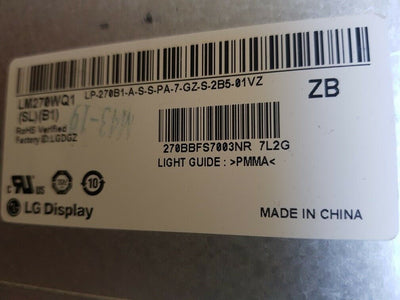 LM270WQ1 LP-270B1-A-S-S-PA-7-GZ-S-2B5-01VZ
(SL)(B1) ZB
RoHS Verified
Factory ID:LGDGZ
270BBFS7003NR 7L2G
LIGHT GUIDE : >PMMA<
10
LG Display MADE IN CHINA